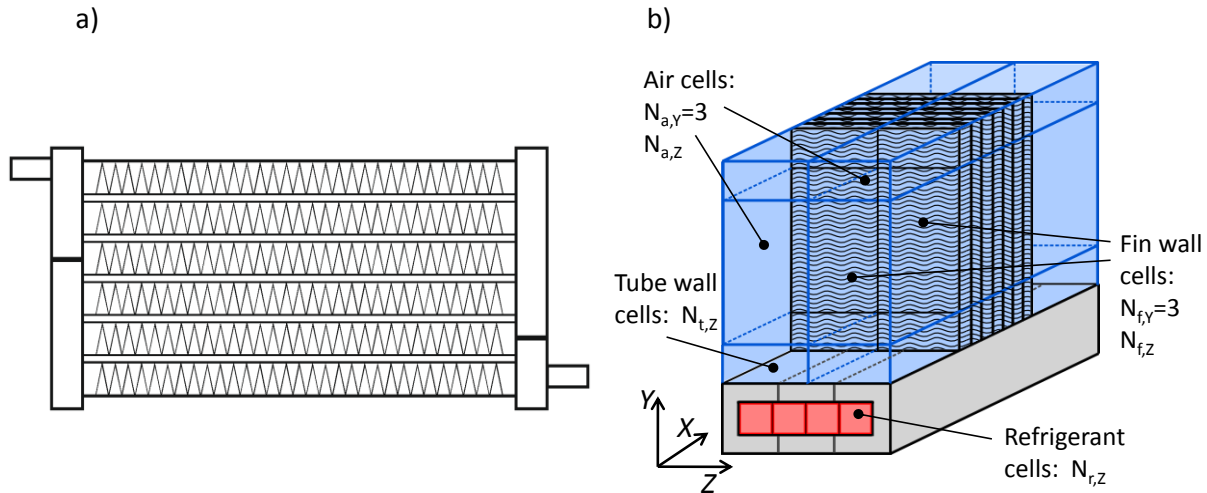 a)
b)
Air cells:
N_a,Y=3
N_a,Z
Tube wall
cells: N_t,Z
Fin wall
cells:
N_f,Y=3
N_f,Z
Y
X
Z
Refrigerant
cells: N_r,Z